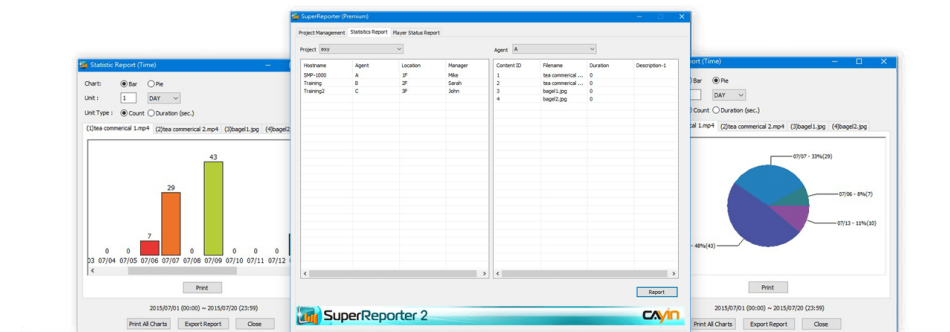 Statistic Report (Time)
Chart: Bar Pie
Unit : 1 DAY
Unit Type : Count Duration (sec.)
(1)tea commerical 1.mp4 (2)tea commerical 2.mp4 (3)bagel1.jpg (4)bagel2
43
29
7
0 0 0 0 0 0
03 07/04 07/05 07/06 07/07 07/08 07/09 07/10 07/11 07/12
Print
2015/07/01 (00:00) ~ 2015/07/20 (23:59)
Print All Charts Export Report Close
SuperReporter (Premium)
Project Management Statistics Report Player Status Report
Project esy Agent A
Hostname Agent Location Manager
SMP-1000 A 1F Mike
Training B 2F Sarah
Training2 C 3F John
Content ID Filename Duration Description-1
1 tea commerical ... 0
2 tea commerical ... 0
3 bagel1.jpg 0
4 bagel2.jpg 0
Report
SuperReporter 2
CAYIN
ort (Time)
Bar Pie
DAY
Count Duration (sec.)
al 1.mp4 (2)tea commerical 2.mp4 (3)bagel1.jpg (4)bagel2.jpg
07/07 - 33%(29)
07/06 - 8%(7)
07/13 - 11%(10)
- 48%(43)
Print
2015/07/01 (00:00) ~ 2015/07/20 (23:59)
Print All Charts Export Report Close